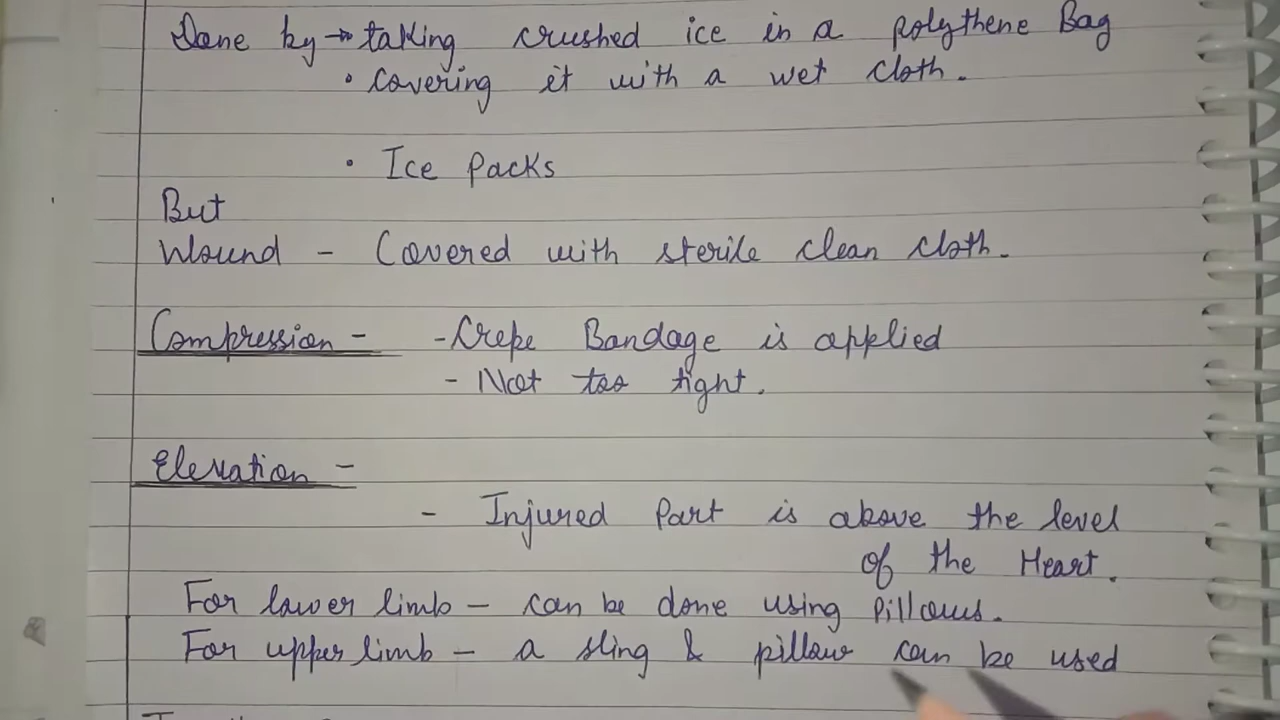 Done by → taking crushed ice in a polythene Bag
• covering it with a wet cloth.
• Ice Packs
But
Wound - Covered with sterile clean cloth.
Compression - - Crepe Bandage is applied
- Not too tight.
Elevation -
- Injured Part is above the level
of the Heart.
For lower limb - can be done using Pillows.
For upper limb - a sling & pillow can be used